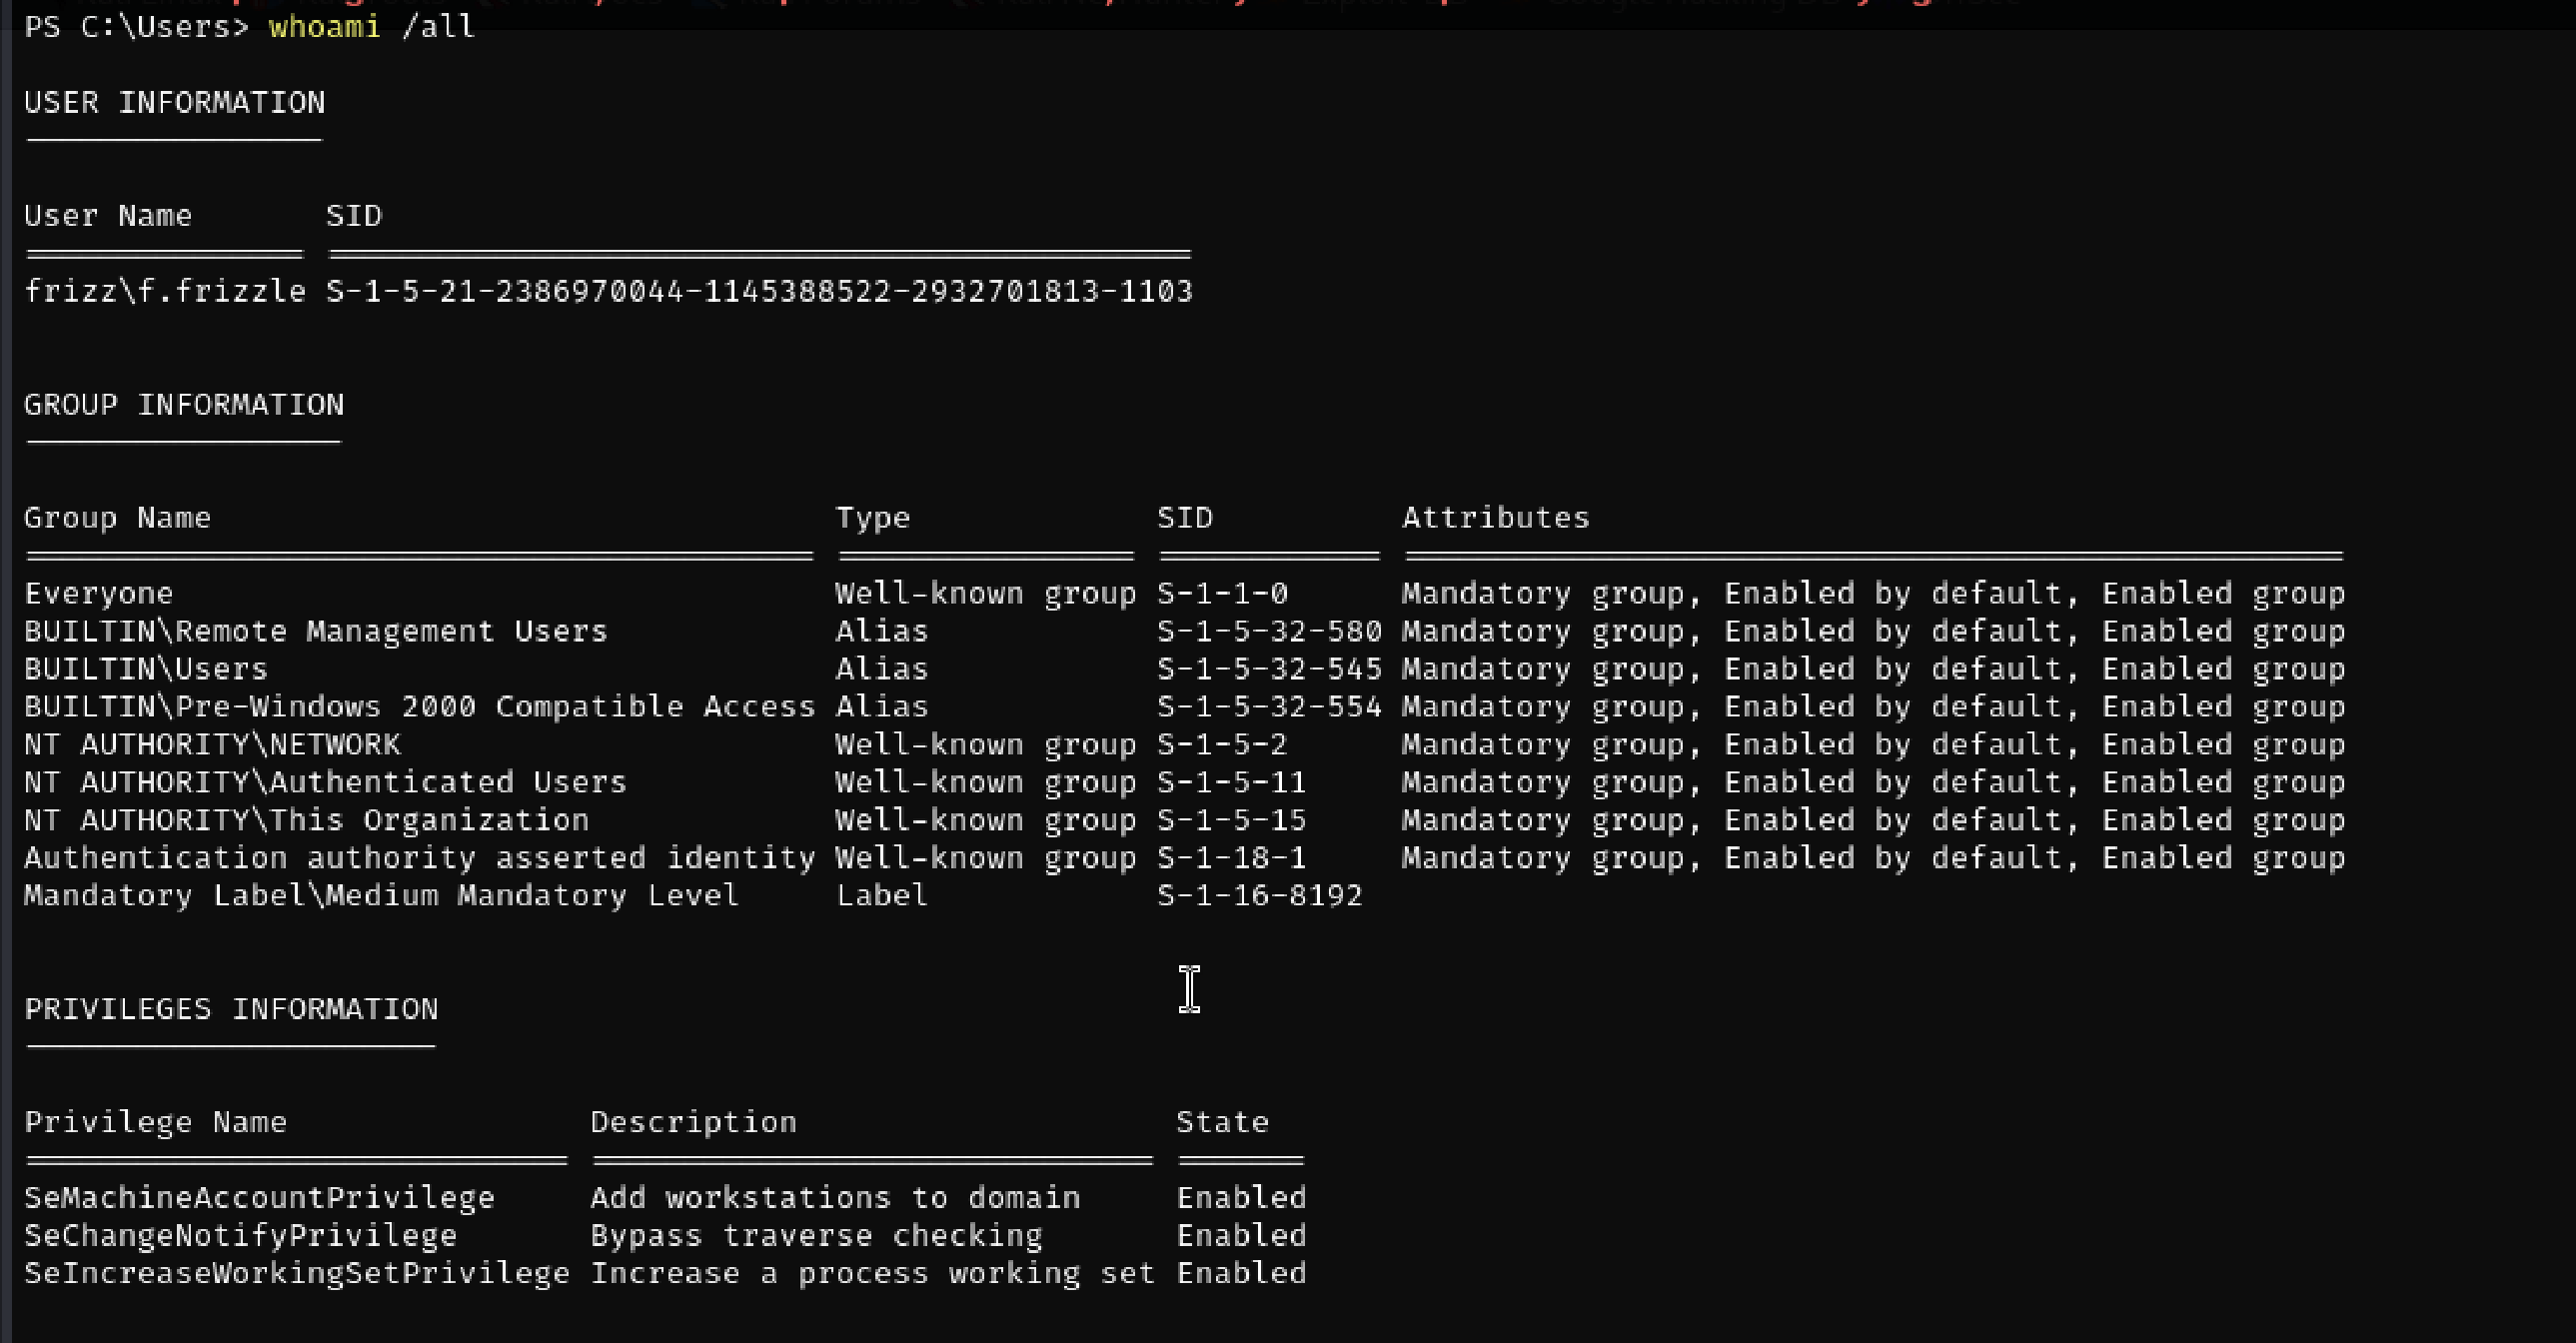 PS C:\Users> whoami /all
USER INFORMATION
User Name SID
frizz\f.frizzle S-1-5-21-2386970044-1145388522-2932701813-1103
GROUP INFORMATION
Group Name Type SID Attributes
Everyone Well-known group S-1-1-0 Mandatory group, Enabled by default, Enabled group
BUILTIN\Remote Management Users Alias S-1-5-32-580 Mandatory group, Enabled by default, Enabled group
BUILTIN\Users Alias S-1-5-32-545 Mandatory group, Enabled by default, Enabled group
BUILTIN\Pre-Windows 2000 Compatible Access Alias S-1-5-32-554 Mandatory group, Enabled by default, Enabled group
NT AUTHORITY\NETWORK Well-known group S-1-5-2 Mandatory group, Enabled by default, Enabled group
NT AUTHORITY\Authenticated Users Well-known group S-1-5-11 Mandatory group, Enabled by default, Enabled group
NT AUTHORITY\This Organization Well-known group S-1-5-15 Mandatory group, Enabled by default, Enabled group
Authentication authority asserted identity Well-known group S-1-18-1 Mandatory group, Enabled by default, Enabled group
Mandatory Label\Medium Mandatory Level Label S-1-16-8192
PRIVILEGES INFORMATION
Privilege Name Description State
SeMachineAccountPrivilege Add workstations to domain Enabled
SeChangeNotifyPrivilege Bypass traverse checking Enabled
SeIncreaseWorkingSetPrivilege Increase a process working set Enabled